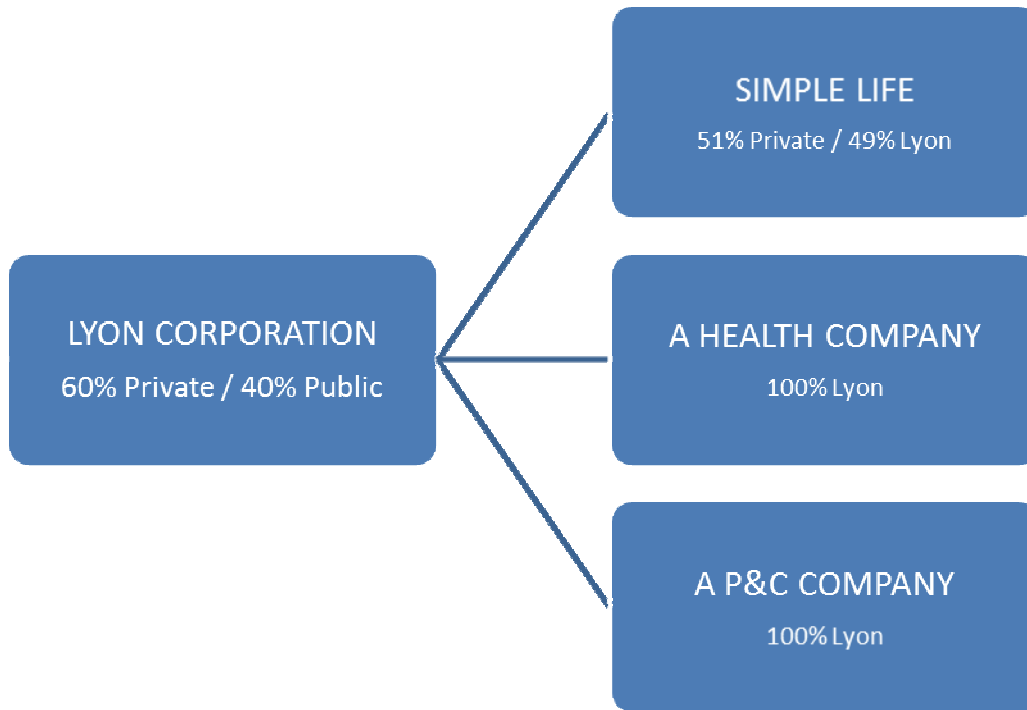 SIMPLE LIFE
51% Private / 49% Lyon
LYON CORPORATION
60% Private / 40% Public
A HEALTH COMPANY
100% Lyon
A P&C COMPANY
100% Lyon